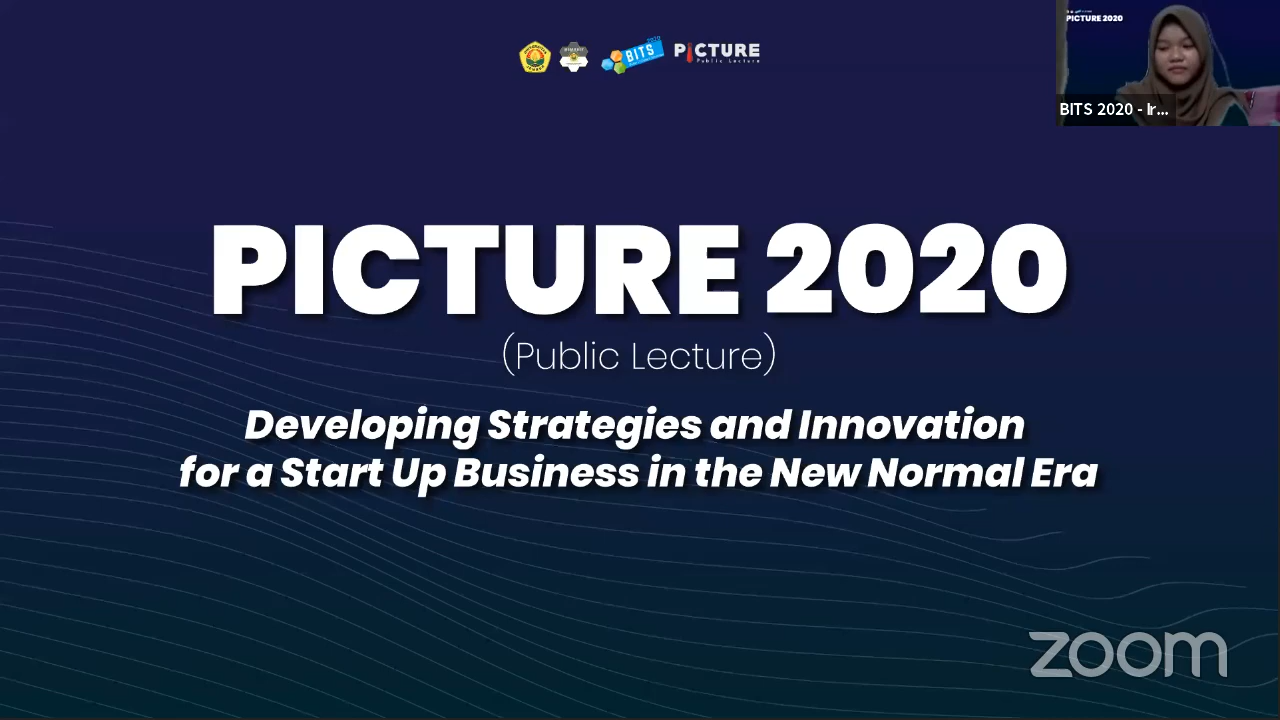 BITS
PiCTURE
Public Lecture
PICTURE 2020
BITS 2020 - Ir...
PICTURE 2020
(Public Lecture)
Developing Strategies and Innovation
for a Start Up Business in the New Normal Era
zoom